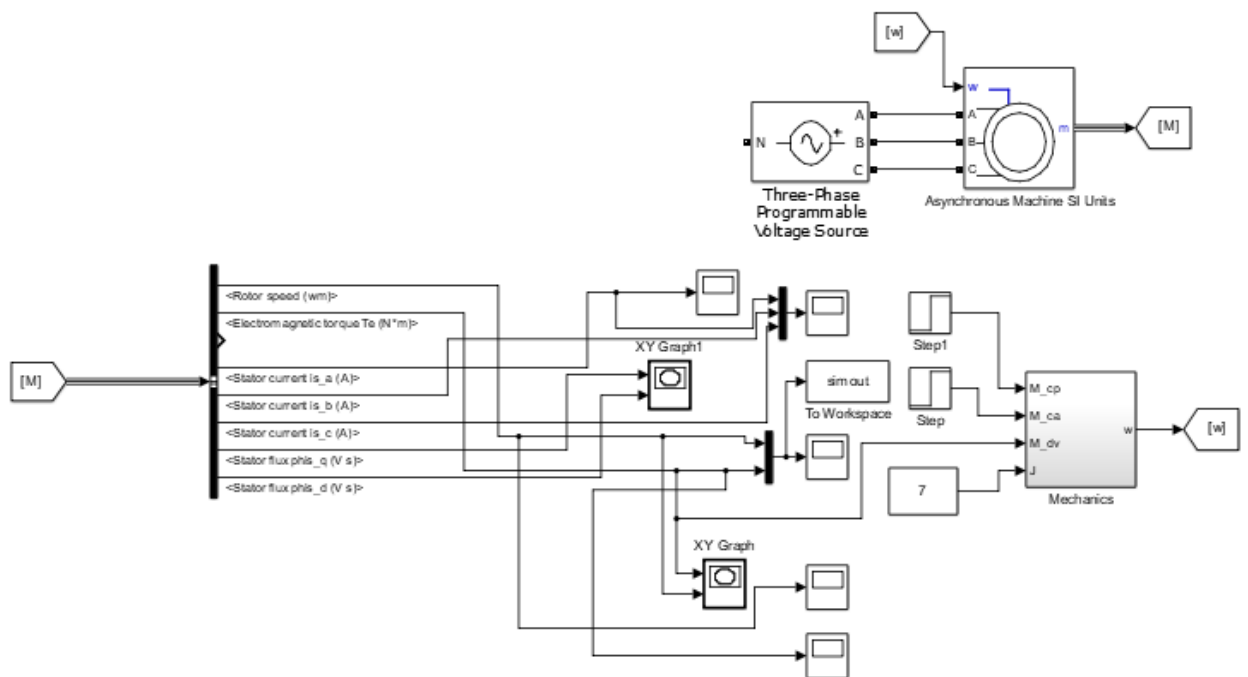 [w]
w
A
A
m
[M]
N
B
B
+
C
C
Three-Phase
Programmable
Voltage Source
Asynchronous Machine SI Units
<Rotor speed (wm)>
<Electromagnetic torque Te (N*m)>
XY Graph1
Step1
[M]
<Stator current is_a (A)>
simout
M_cp
<Stator current is_b (A)>
To Workspace
Step
M_ca
<Stator current is_c (A)>
w
[w]
M_dv
<Stator flux phis_q (V s)>
J
<Stator flux phis_d (V s)>
7
Mechanics
XY Graph